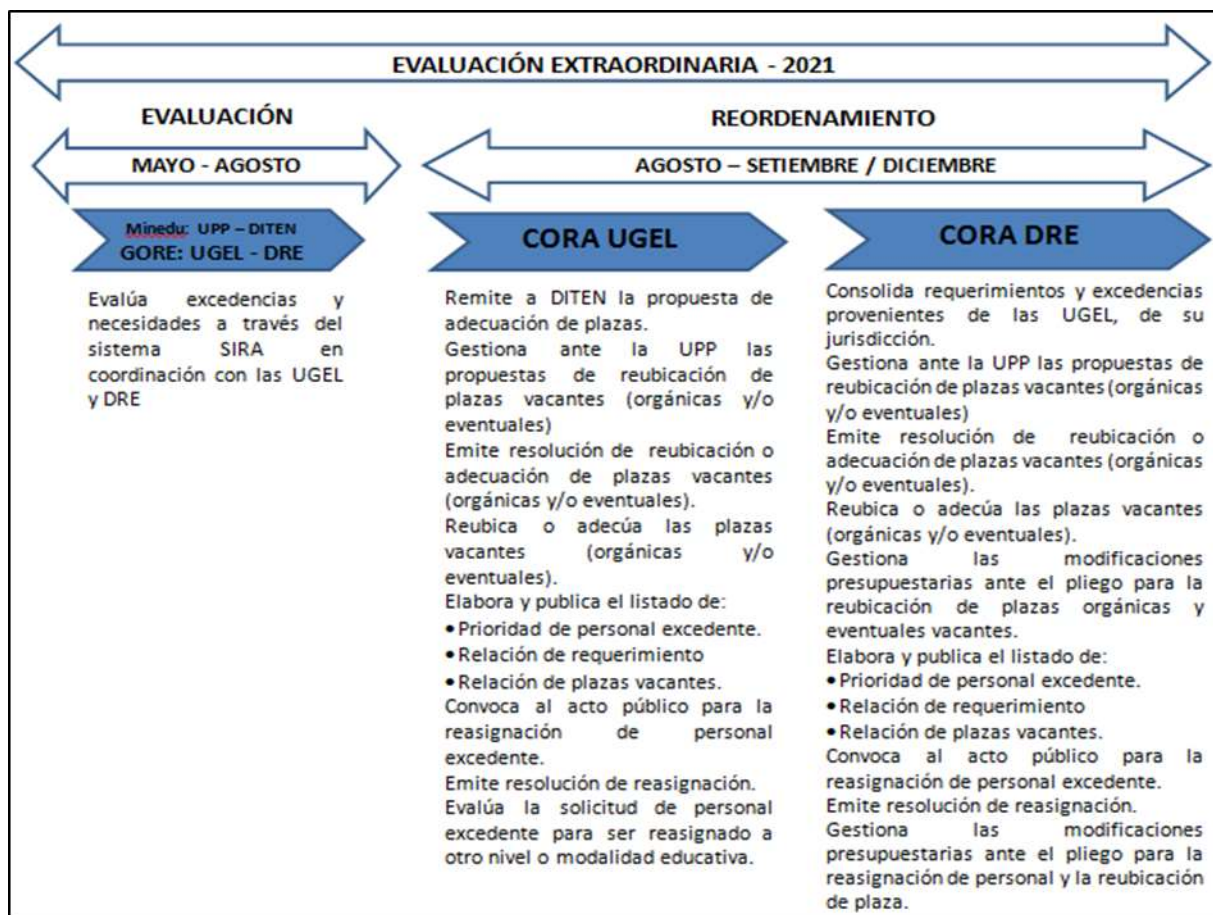 EVALUACIÓN EXTRAORDINARIA - 2021
EVALUACIÓN
MAYO - AGOSTO
Minedu: UPP – DITEN
GORE: UGEL - DRE
Evalúa excedencias y
necesidades a través del
sistema SIRA en
coordinación con las UGEL
y DRE
REORDENAMIENTO
AGOSTO – SETIEMBRE / DICIEMBRE
CORA UGEL
Remite a DITEN la propuesta de
adecuación de plazas.
Gestiona ante la UPP las
propuestas de reubicación de
plazas vacantes (orgánicas y/o
eventuales)
Emite resolución de reubicación o
adecuación de plazas vacantes
(orgánicas y/o eventuales).
Reubica o adecúa las plazas
vacantes (orgánicas y/o
eventuales).
Elabora y publica el listado de:
• Prioridad de personal excedente.
• Relación de requerimiento
• Relación de plazas vacantes.
Convoca al acto público para la
reasignación de personal
excedente.
Emite resolución de reasignación.
Evalúa la solicitud de personal
excedente para ser reasignado a
otro nivel o modalidad educativa.
CORA DRE
Consolida requerimientos y excedencias
provenientes de las UGEL, de su
jurisdicción.
Gestiona ante la UPP las propuestas de
reubicación de plazas vacantes (orgánicas
y/o eventuales)
Emite resolución de reubicación o
adecuación de plazas vacantes (orgánicas
y/o eventuales).
Reubica o adecúa las plazas vacantes
(orgánicas y/o eventuales).
Gestiona las modificaciones
presupuestarias ante el pliego para la
reubicación de plazas orgánicas y
eventuales vacantes.
Elabora y publica el listado de:
• Prioridad de personal excedente.
• Relación de requerimiento
• Relación de plazas vacantes.
Convoca al acto público para la
reasignación de personal excedente.
Emite resolución de reasignación.
Gestiona las modificaciones
presupuestarias ante el pliego para la
reasignación de personal y la reubicación
de plaza.